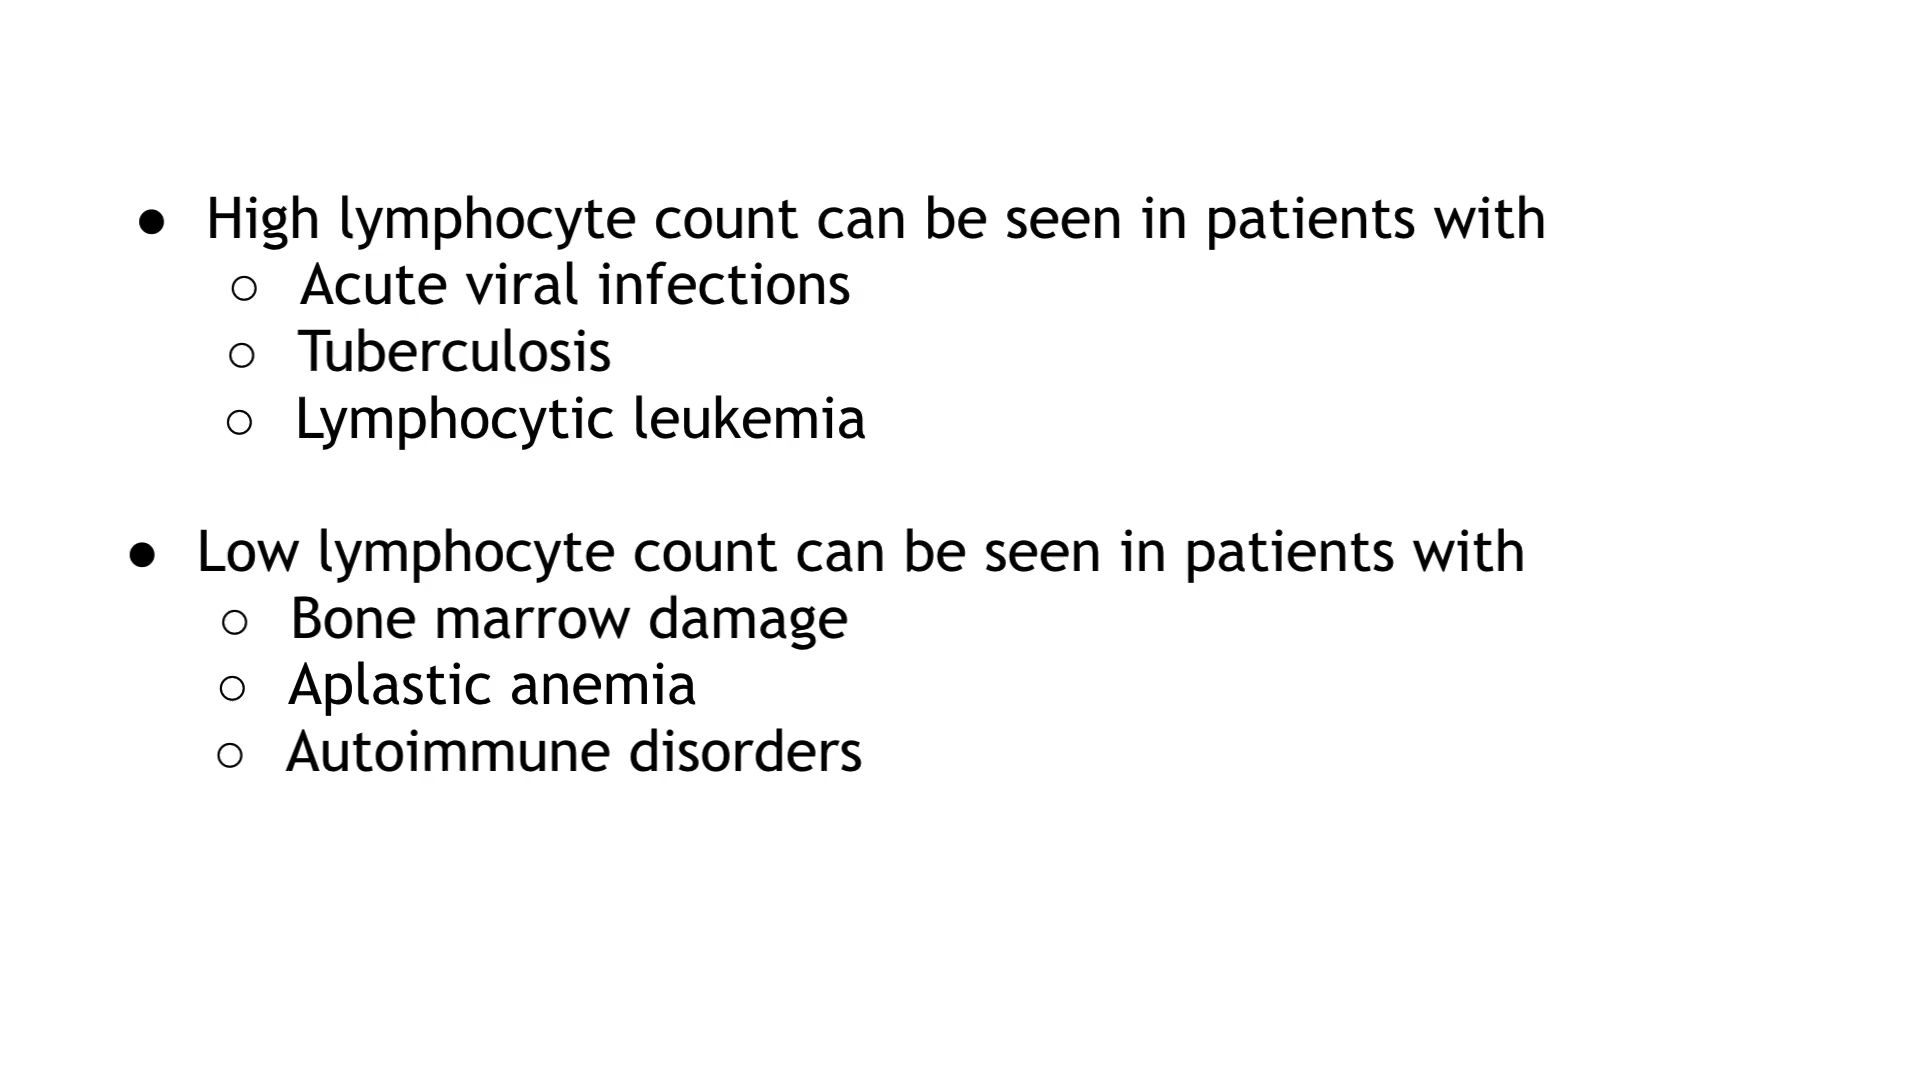 ● High lymphocyte count can be seen in patients with
○ Acute viral infections
○ Tuberculosis
○ Lymphocytic leukemia
● Low lymphocyte count can be seen in patients with
○ Bone marrow damage
○ Aplastic anemia
○ Autoimmune disorders